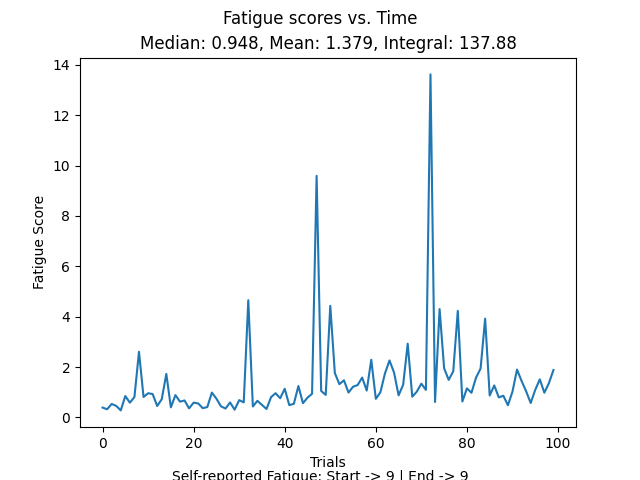 Fatigue scores vs. Time
Median: 0.948, Mean: 1.379, Integral: 137.88
14
12
10
8
6
4
2
0
Fatigue Score
0 20 40 60 80 100
Trials
Self-reported Fatigue: Start -> 9 | End -> 9